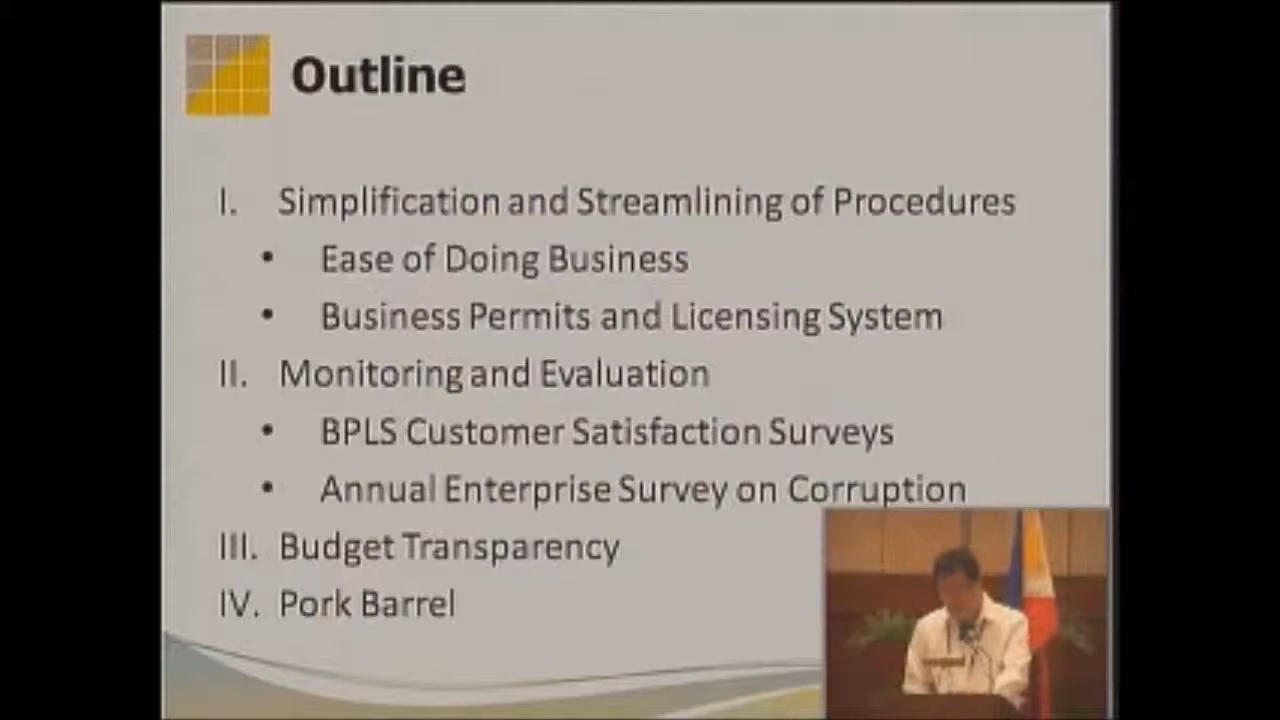 Outline
I. Simplification and Streamlining of Procedures
• Ease of Doing Business
• Business Permits and Licensing System
II. Monitoring and Evaluation
• BPLS Customer Satisfaction Surveys
• Annual Enterprise Survey on Corruption
III. Budget Transparency
IV. Pork Barrel